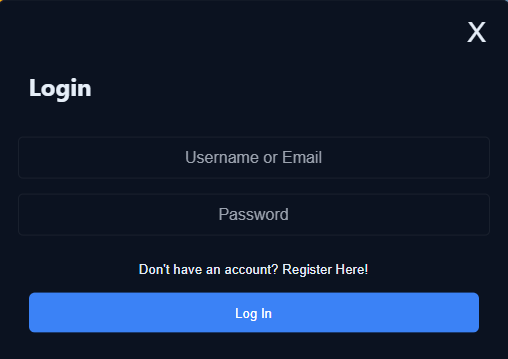 X
Login
Username or Email
Password
Don't have an account? Register Here!
Log In